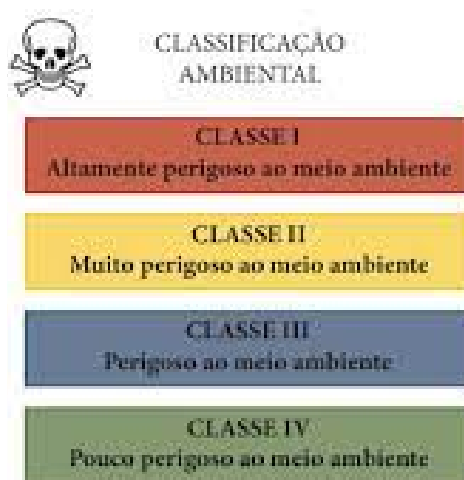 CLASSIFICAÇÃO
AMBIENTAL
CLASSE I
Altamente perigoso ao meio ambiente
CLASSE II
Muito perigoso ao meio ambiente
CLASSE III
Perigoso ao meio ambiente
CLASSE IV
Pouco perigoso ao meio ambiente